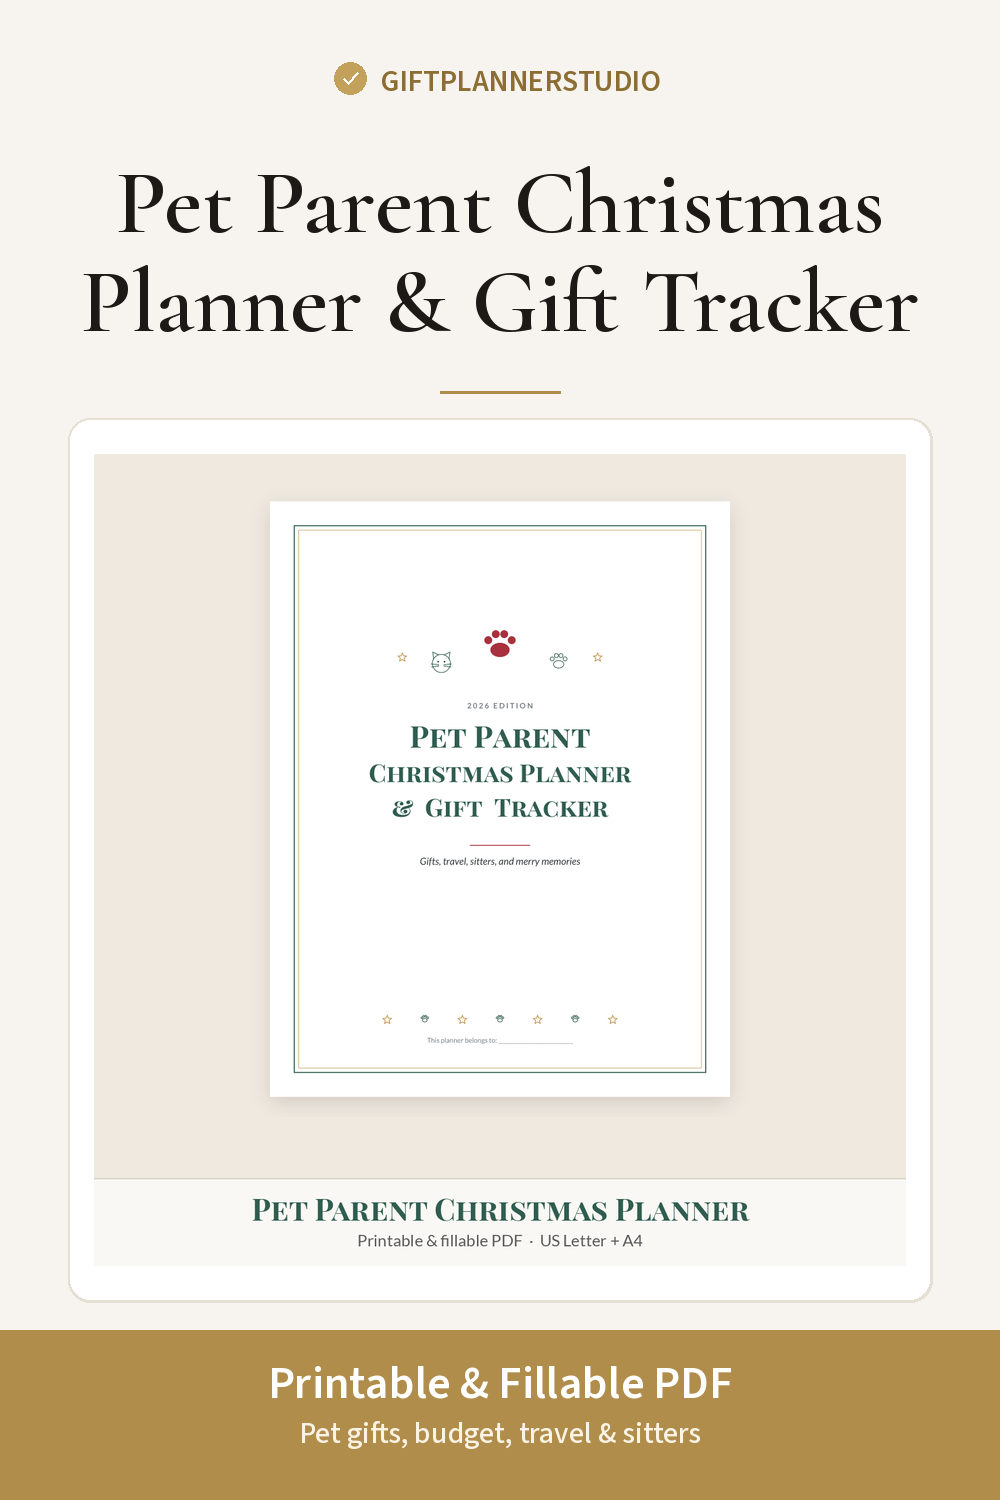 GIFTPLANNERSTUDIO
Pet Parent Christmas
Planner & Gift Tracker
2026 EDITION
PET PARENT
CHRISTMAS PLANNER
& GIFT TRACKER
Gifts, travel, sitters, and merry memories
This planner belongs to:
PET PARENT CHRISTMAS PLANNER
Printable & fillable PDF · US Letter + A4
Printable & Fillable PDF
Pet gifts, budget, travel & sitters